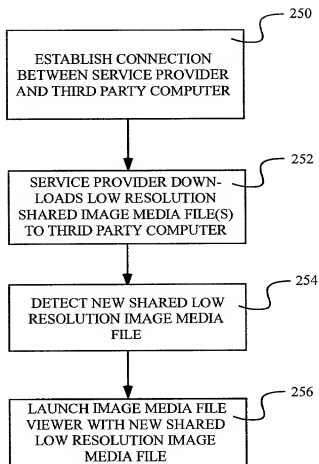 250
ESTABLISH CONNECTION
BETWEEN SERVICE PROVIDER
AND THIRD PARTY COMPUTER
252
SERVICE PROVIDER DOWN-
LOADS LOW RESOLUTION
SHARED IMAGE MEDIA FILE(S)
TO THRID PARTY COMPUTER
254
DETECT NEW SHARED LOW
RESOLUTION IMAGE MEDIA
FILE
256
LAUNCH IMAGE MEDIA FILE
VIEWER WITH NEW SHARED
LOW RESOLUTION IMAGE
MEDIA FILE